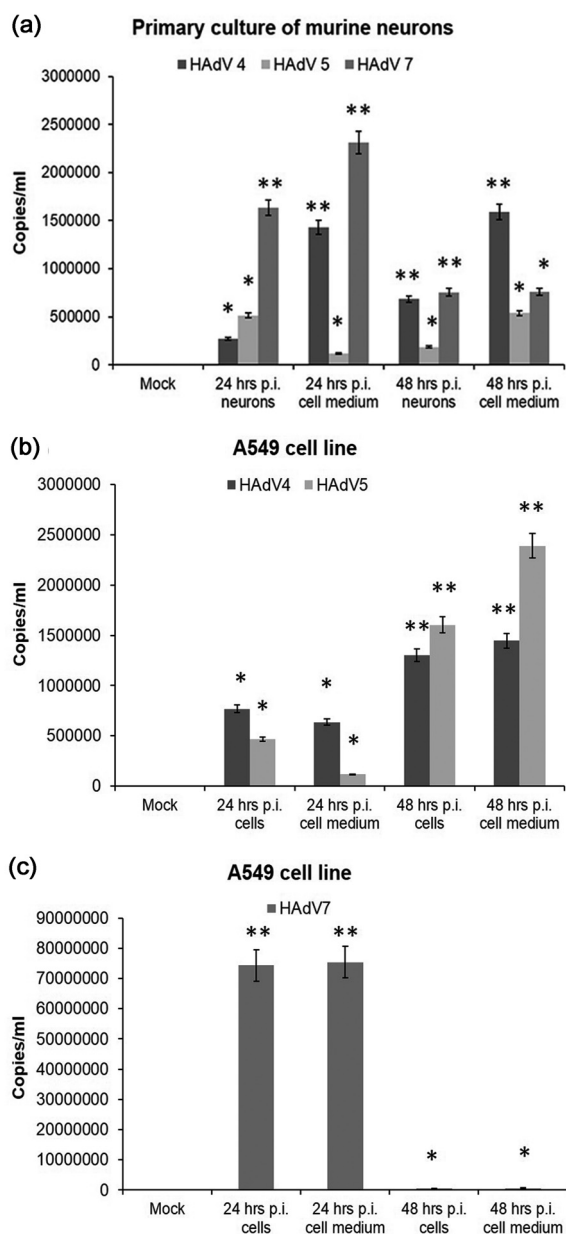 (a)
Primary culture of murine neurons
HAdV 4 HAdV 5 HAdV 7
3000000
2500000
2000000
1500000
1000000
500000
0
Copies/ml
* * **
** * **
** * **
** * *
Mock 24 hrs p.i. 24 hrs p.i. 48 hrs p.i. 48 hrs p.i.
neurons cell medium neurons cell medium
(b)
A549 cell line
HAdV4 HAdV5
3000000
2500000
2000000
1500000
1000000
500000
0
Copies/ml
* *
* *
** **
** **
Mock 24 hrs p.i. 24 hrs p.i. 48 hrs p.i. 48 hrs p.i.
cells cell medium cells cell medium
(c)
A549 cell line
HAdV7
90000000
80000000
70000000
60000000
50000000
40000000
30000000
20000000
10000000
0
Copies/ml
** ** * *
Mock 24 hrs p.i. 24 hrs p.i. 48 hrs p.i. 48 hrs p.i.
cells cell medium cells cell medium